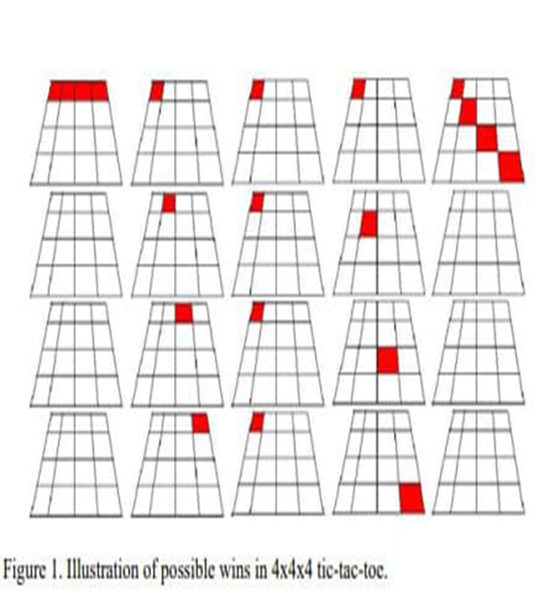 Figure 1. Illustration of possible wins in 4x4x4 tic-tac-toe.